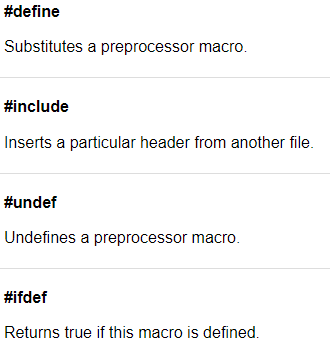 #define
Substitutes a preprocessor macro.
#include
Inserts a particular header from another file.
#undef
Undefines a preprocessor macro.
#ifdef
Returns true if this macro is defined.